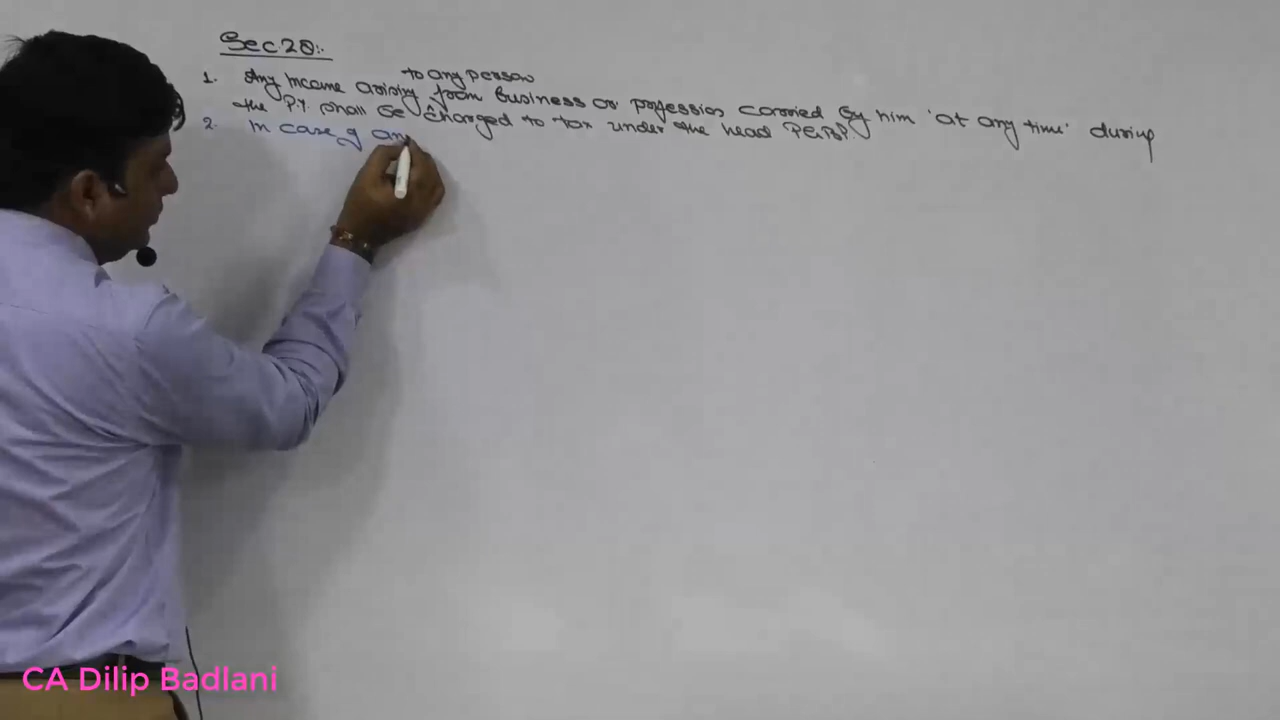 Sec. 28:-
1. Any Income arising to any person from business or profession carried by him 'at any time' during
the P.Y. shall be charged to tax under the head PGBP.
2. In case of any
CA Dilip Badlani